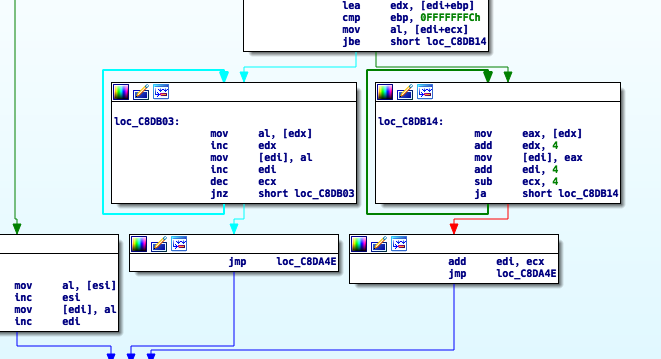 lea edx, [edi+ebp]
cmp ebp, 0FFFFFFFCh
mov al, [edi+ecx]
jbe short loc_C8DB14
loc_C8DB03:
mov al, [edx]
inc edx
mov [edi], al
inc edi
dec ecx
jnz short loc_C8DB03
loc_C8DB14:
mov eax, [edx]
add edx, 4
mov [edi], eax
add edi, 4
sub ecx, 4
ja short loc_C8DB14
mov al, [esi]
inc esi
mov [edi], al
inc edi
jmp loc_C8DA4E
add edi, ecx
jmp loc_C8DA4E